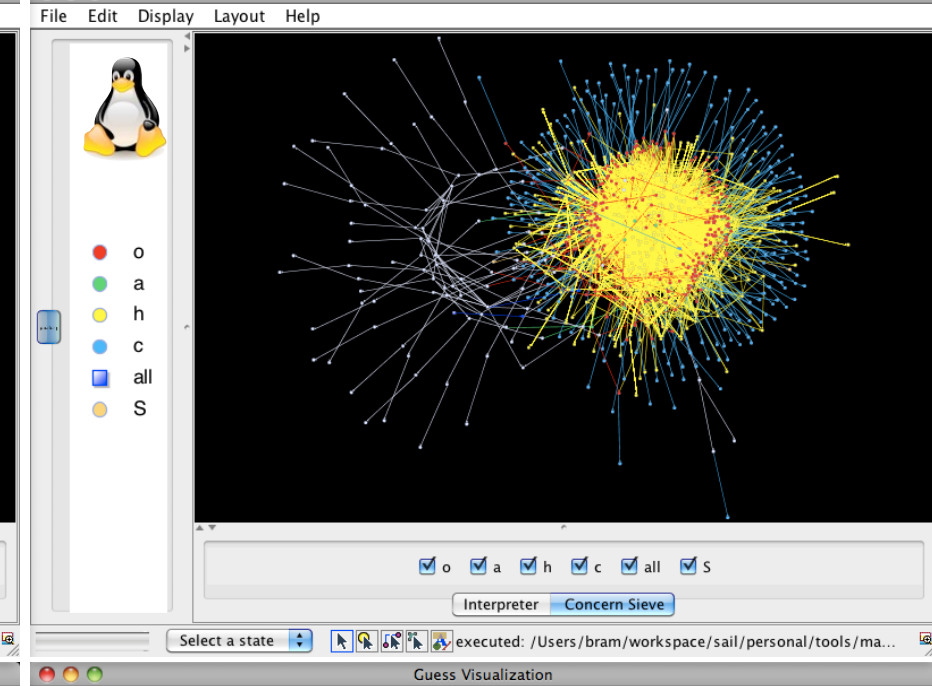 File Edit Display Layout Help
o
a
h
c
all
S
o a h c all S
Interpreter Concern Sieve
Select a state executed: /Users/bram/workspace/sail/personal/tools/ma...
Guess Visualization